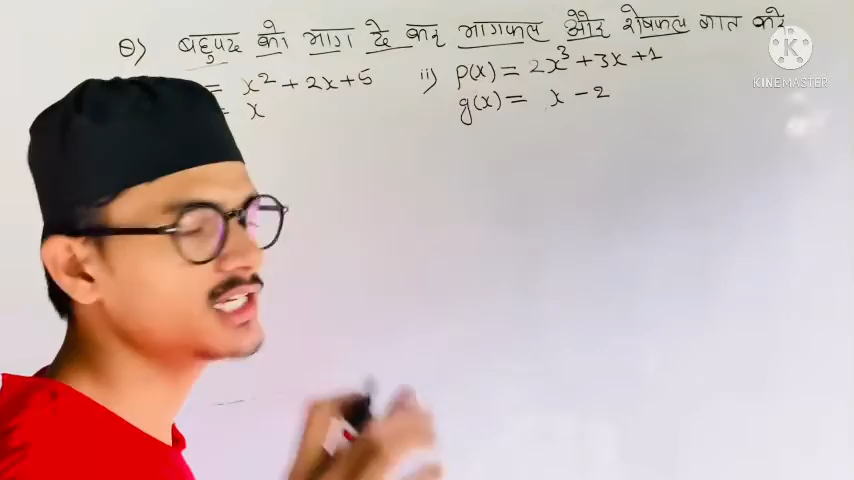 Q) बहुपद को भाग दे कर भागफल और शेषफल ज्ञात करे
= x² + 2x + 5 ii) p(x) = 2x³ + 3x + 1
= x g(x) = x - 2
KINEMASTER